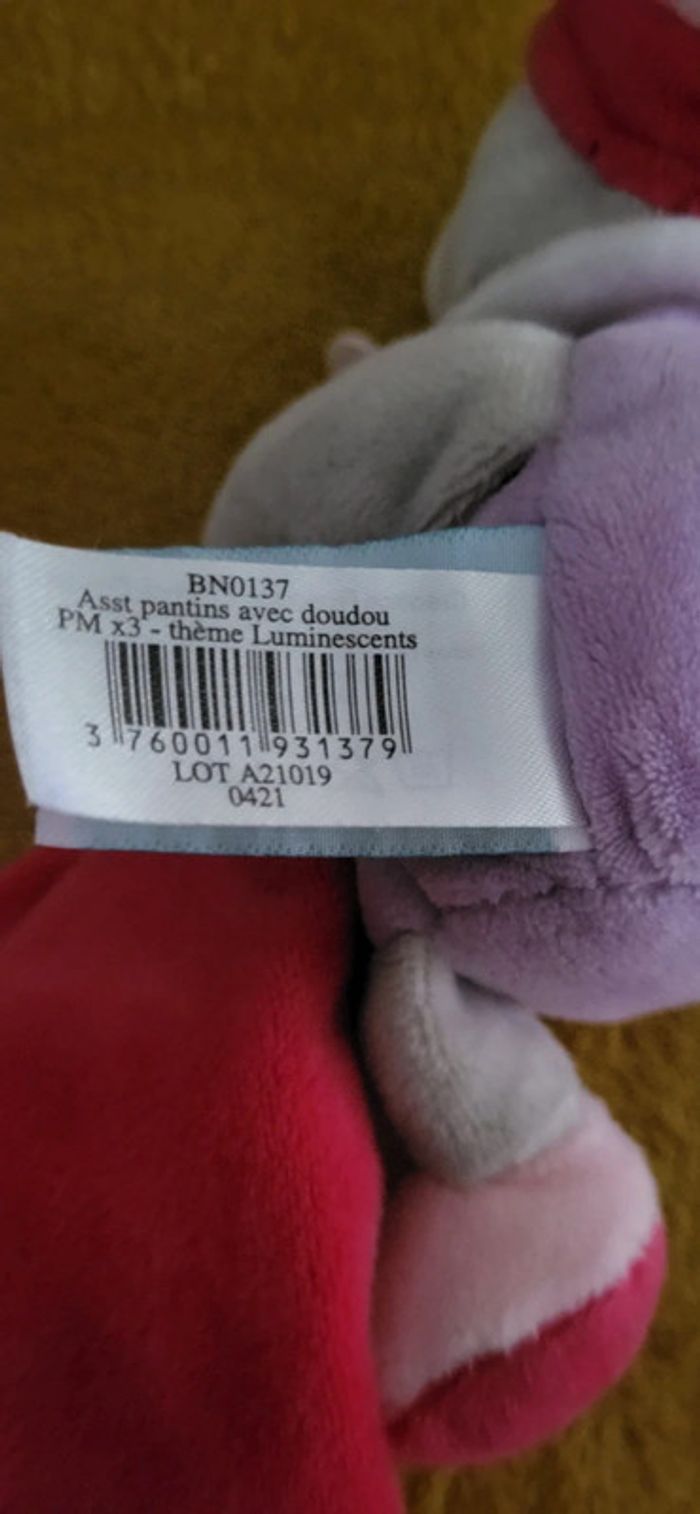 BN0137
Asst pantins avec doudou
PM x3 - thème Luminescents
3 760011 931379
LOT A21019
0421